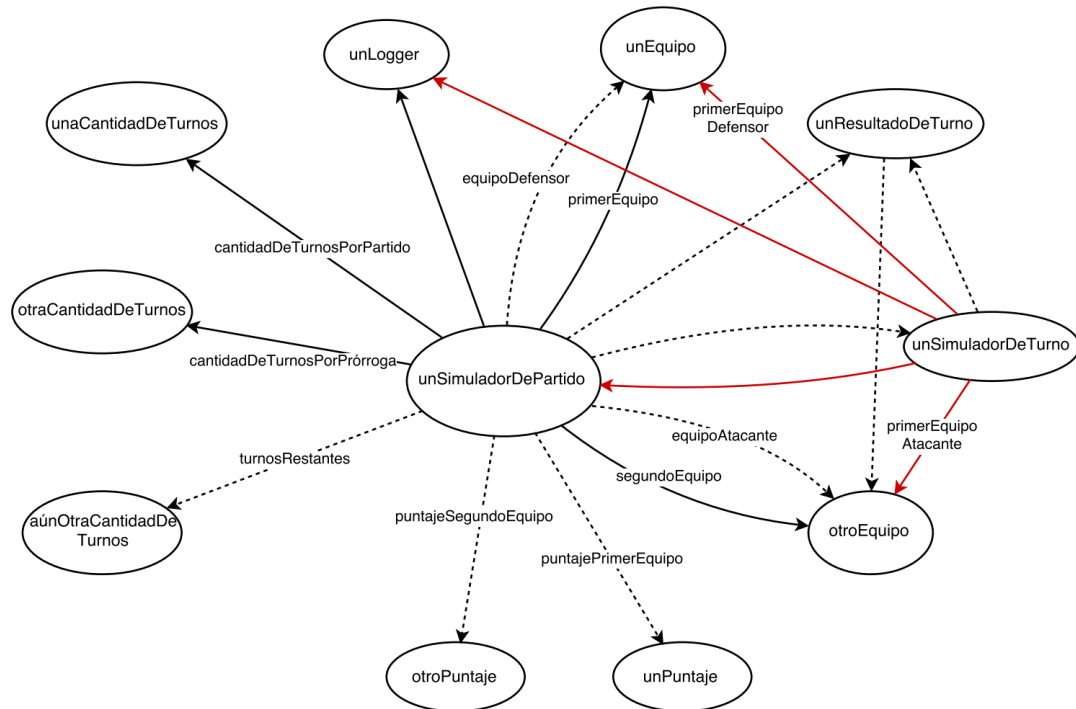 unLogger
unEquipo
unaCantidadDeTurnos
primerEquipo
Defensor
unResultadoDeTurno
equipoDefensor
primerEquipo
cantidadDeTurnosPorPartido
otraCantidadDeTurnos
cantidadDeTurnosPorPrórroga
unSimuladorDeTurno
unSimuladorDePartido
primerEquipo
Atacante
equipoAtacante
turnosRestantes
segundoEquipo
aúnOtraCantidadDe
Turnos
puntajeSegundoEquipo
otroEquipo
puntajePrimerEquipo
otroPuntaje
unPuntaje